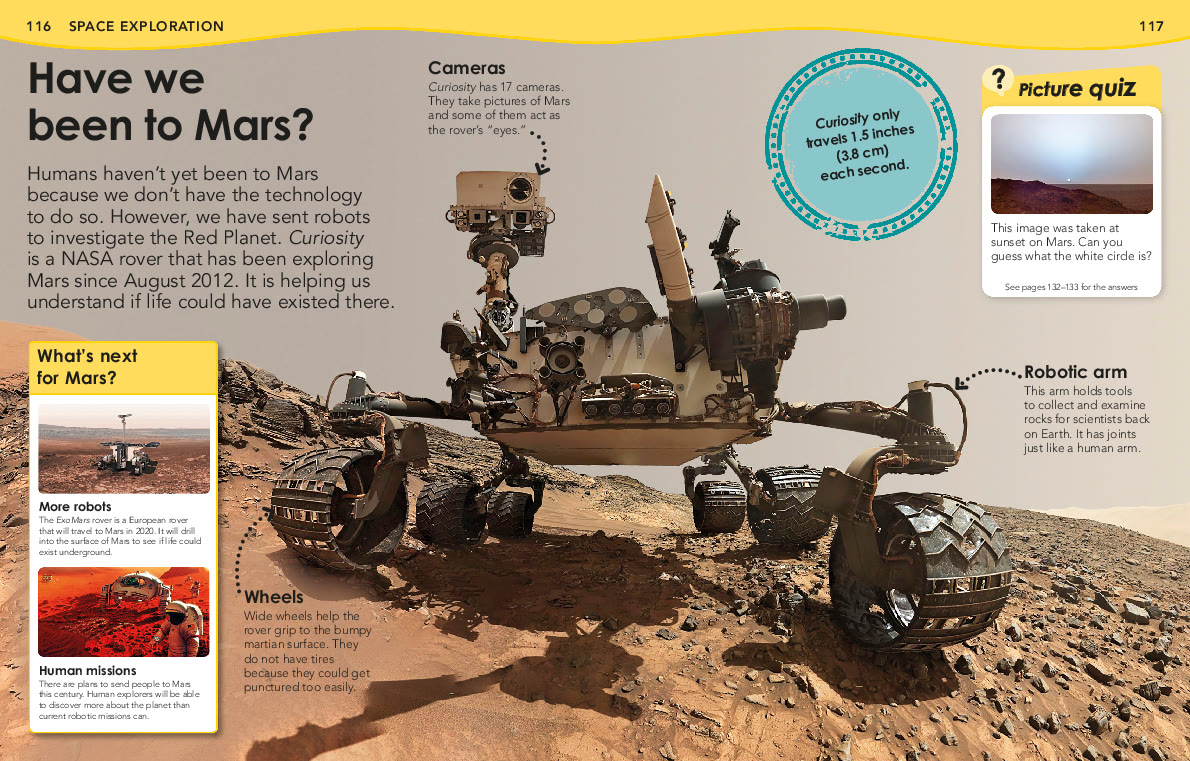 116 SPACE EXPLORATION
117
Have we
been to Mars?
Humans haven’t yet been to Mars
because we don’t have the technology
to do so. However, we have sent robots
to investigate the Red Planet. Curiosity
is a NASA rover that has been exploring
Mars since August 2012. It is helping us
understand if life could have existed there.
Cameras
Curiosity has 17 cameras.
They take pictures of Mars
and some of them act as
the rover’s “eyes.”
Curiosity only
travels 1.5 inches
(3.8 cm)
each second.
? Picture quiz
This image was taken at
sunset on Mars. Can you
guess what the white circle is?
See pages 132–133 for the answers
What’s next
for Mars?
More robots
The ExoMars rover is a European rover
that will travel to Mars in 2020. It will drill
into the surface of Mars to see if life could
exist underground.
Human missions
There are plans to send people to Mars
this century. Human explorers will be able
to discover more about the planet than
current robotic missions can.
Wheels
Wide wheels help the
rover grip to the bumpy
martian surface. They
do not have tires
because they could get
punctured too easily.
Robotic arm
This arm holds tools
to collect and examine
rocks for scientists back
on Earth. It has joints
just like a human arm.